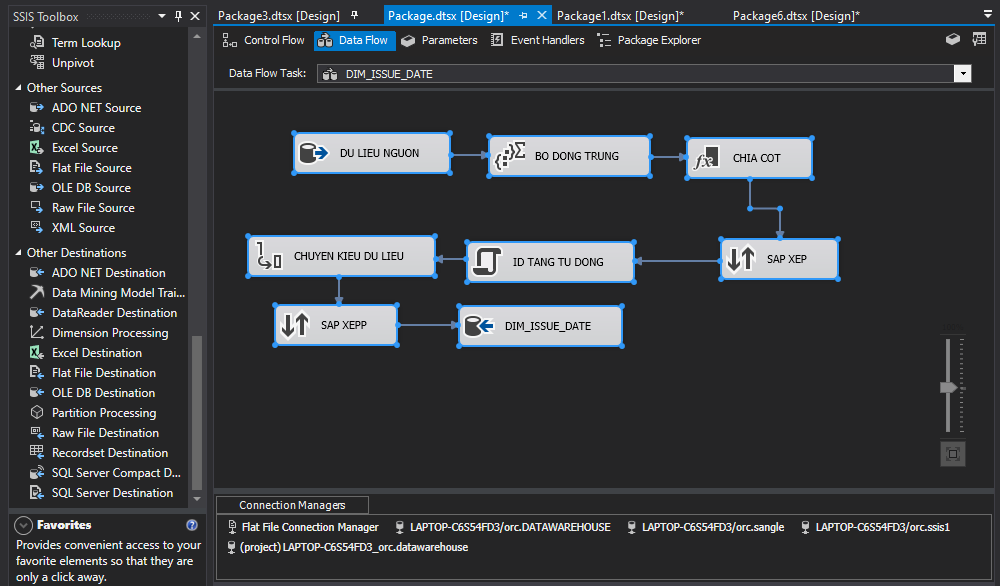 SSIS Toolbox
Term Lookup
Unpivot
Other Sources
ADO NET Source
CDC Source
Excel Source
Flat File Source
OLE DB Source
Raw File Source
XML Source
Other Destinations
ADO NET Destination
Data Mining Model Trai...
DataReader Destination
Dimension Processing
Excel Destination
Flat File Destination
OLE DB Destination
Partition Processing
Raw File Destination
Recordset Destination
SQL Server Compact D...
SQL Server Destination
Favorites
Provides convenient access to your
favorite elements so that they are
only a click away.
Package3.dtsx [Design] Package.dtsx [Design]* Package1.dtsx [Design]* Package6.dtsx [Design]*
Control Flow Data Flow Parameters Event Handlers Package Explorer
Data Flow Task: DIM_ISSUE_DATE
DU LIEU NGUON BO DONG TRUNG CHIA COT
CHUYEN KIEU DU LIEU ID TANG TU DONG SAP XEP
SAP XEPP DIM_ISSUE_DATE
Connection Managers
Flat File Connection Manager LAPTOP-C6S54FD3/orc.DATAWAREHOUSE LAPTOP-C6S54FD3/orc.sangle LAPTOP-C6S54FD3/orc.ssis1
(project) LAPTOP-C6S54FD3_orc.datawarehouse